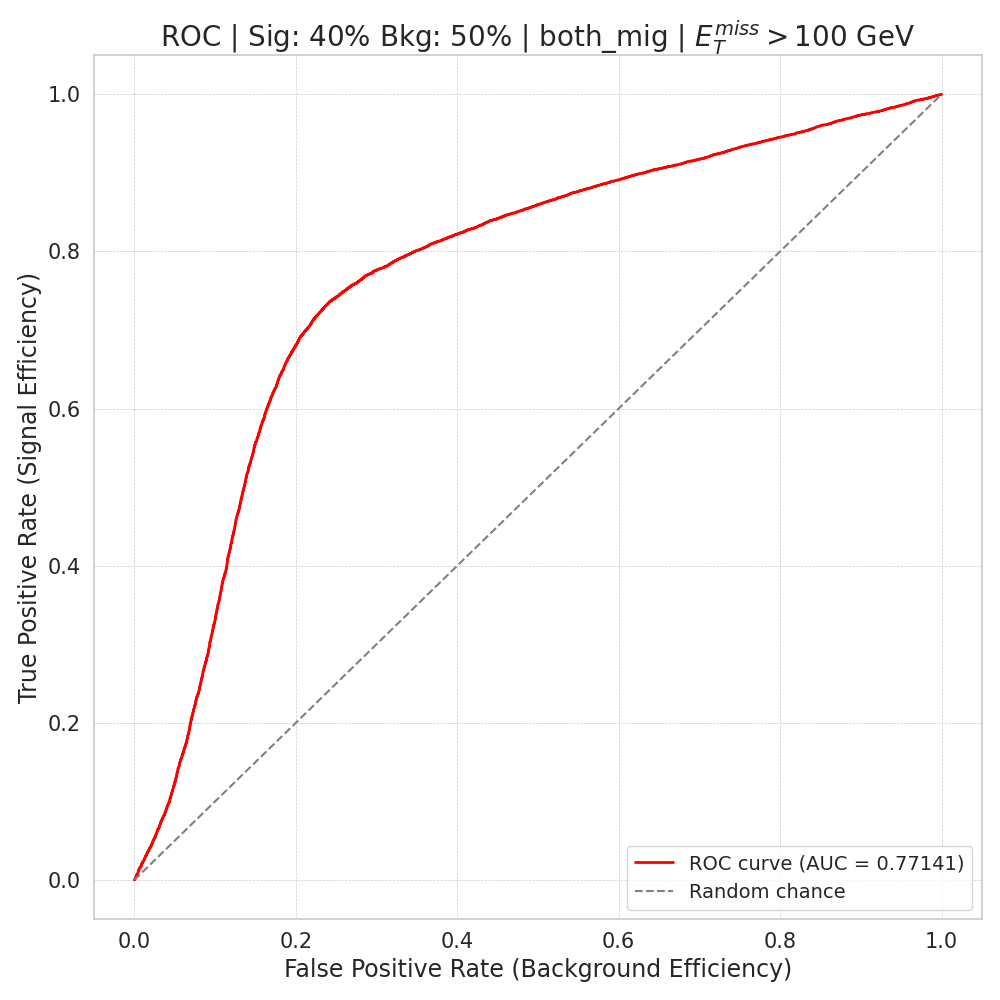 ROC | Sig: 40% Bkg: 50% | both_mig | $E_T^{miss} > 100$ GeV
1.0
0.8
0.6
0.4
0.2
0.0
True Positive Rate (Signal Efficiency)
ROC curve (AUC = 0.77141)
Random chance
0.0 0.2 0.4 0.6 0.8 1.0
False Positive Rate (Background Efficiency)